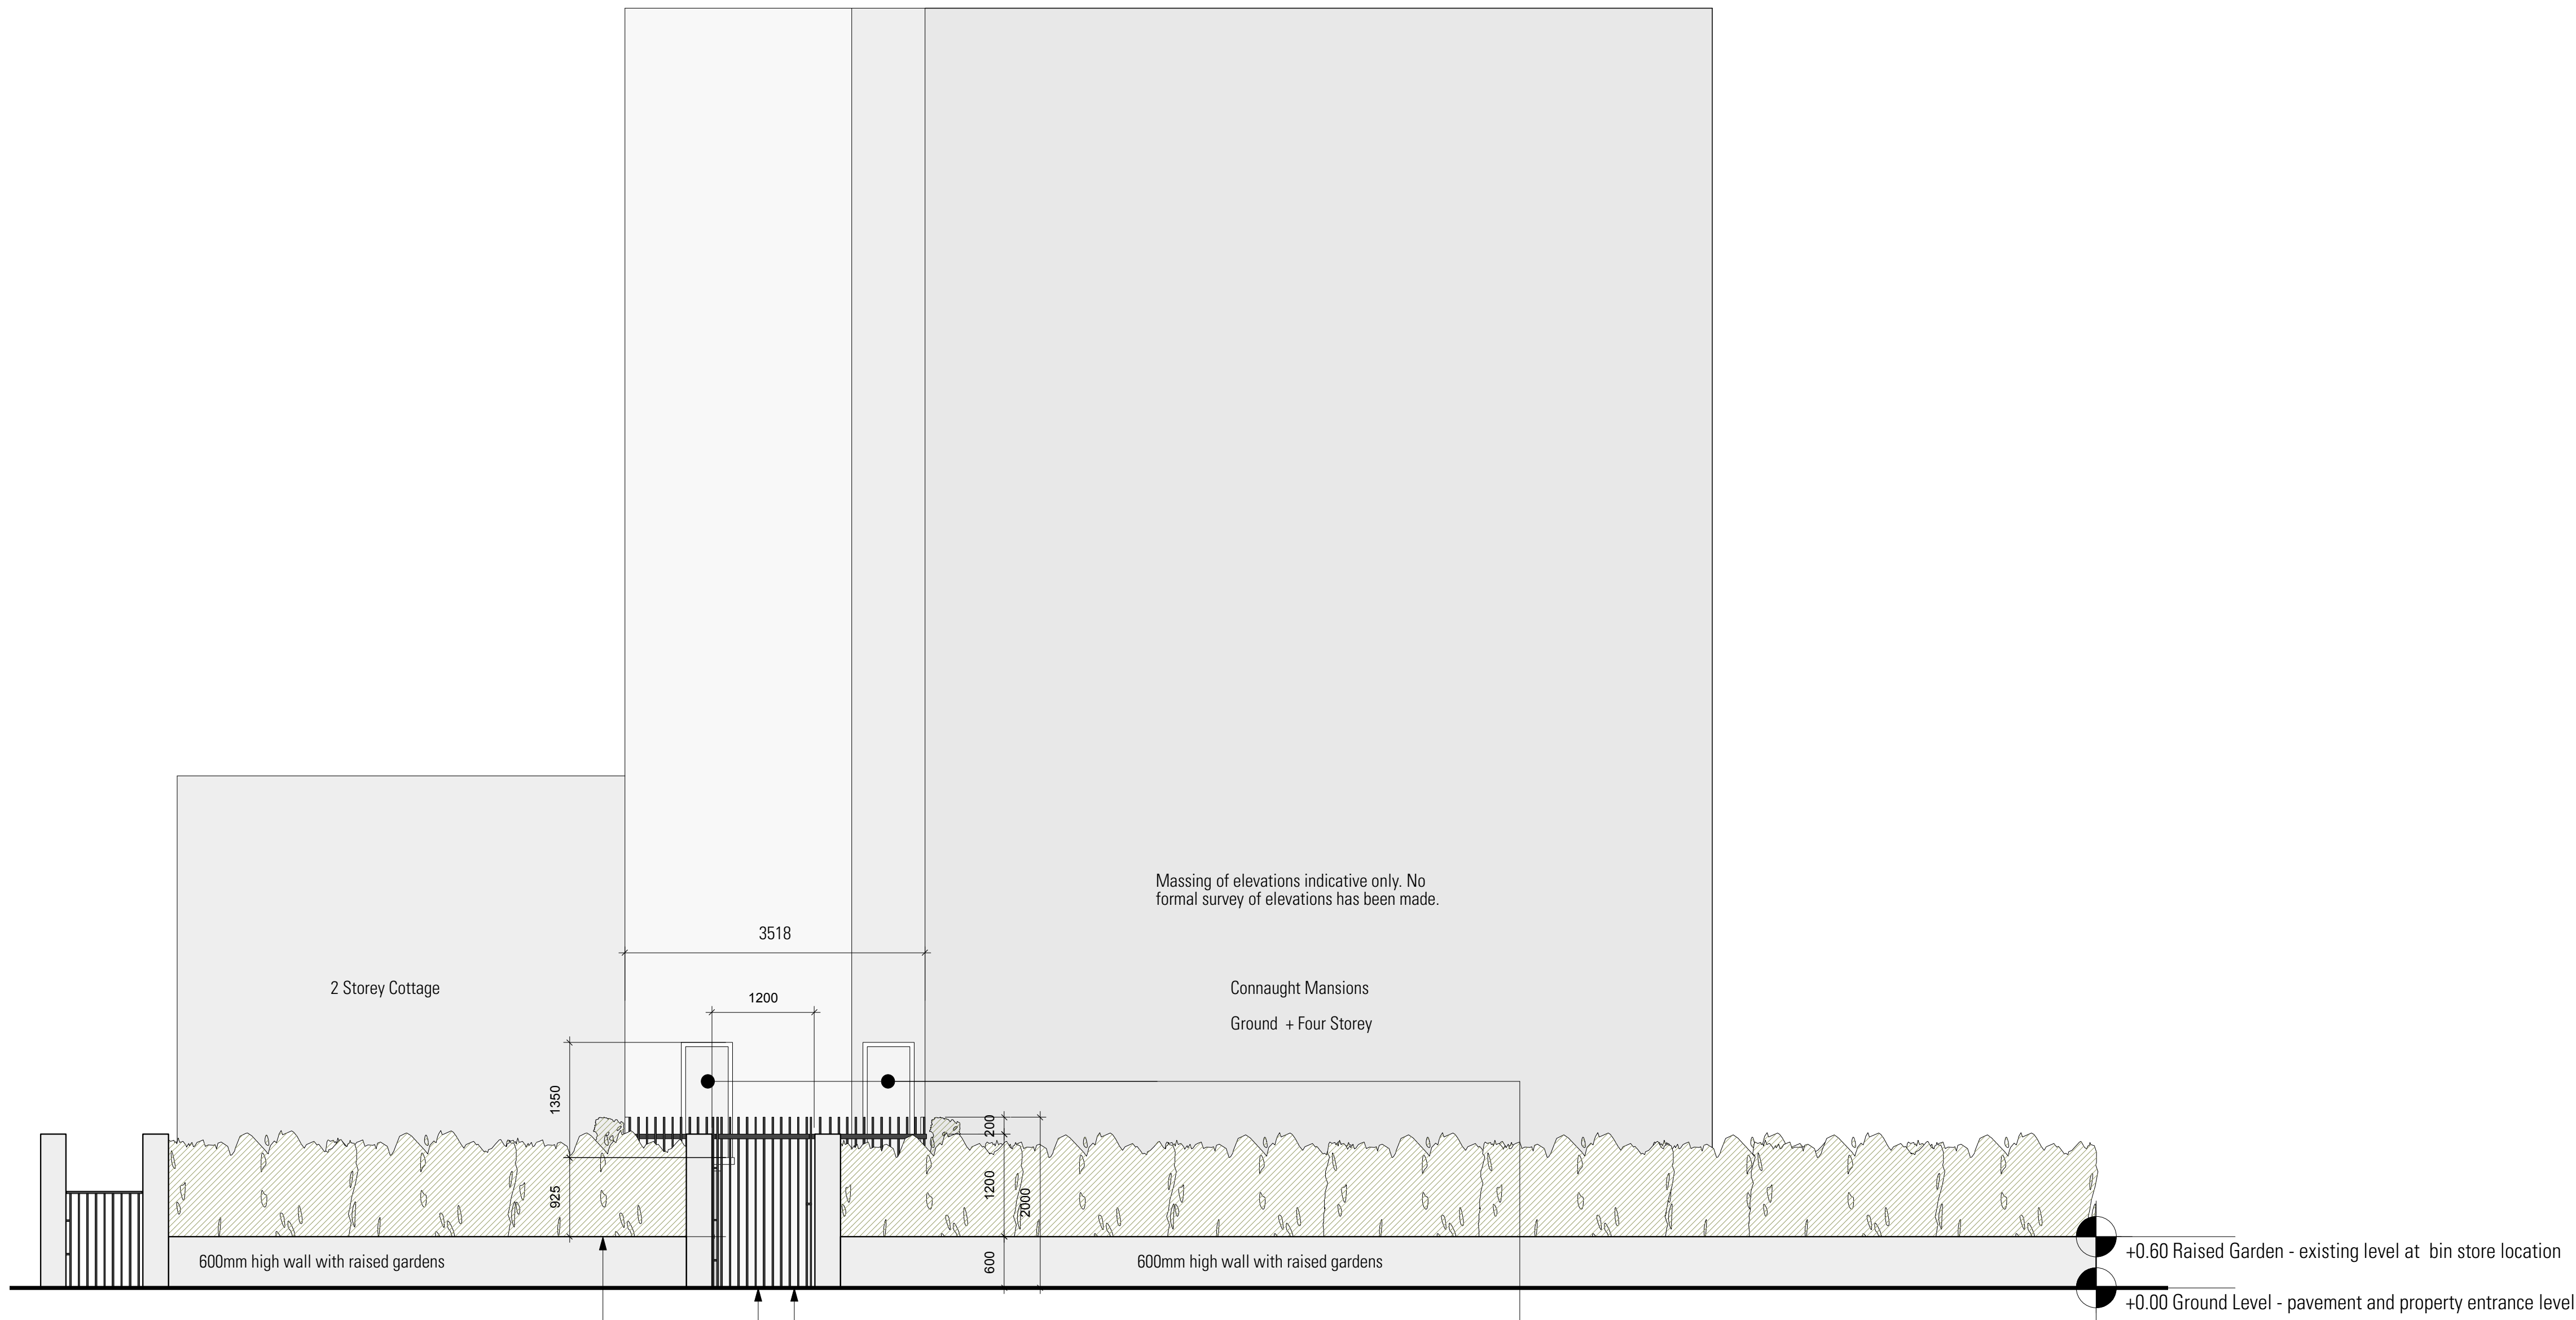 Massing of elevations indicative only. No
formal survey of elevations has been made.
3518
2 Storey Cottage
Connaught Mansions
1200
Ground + Four Storey
1350
200
925
1200
2000
600
600mm high wall with raised gardens
600mm high wall with raised gardens
+0.60 Raised Garden - existing level at bin store location
+0.00 Ground Level - pavement and property entrance level